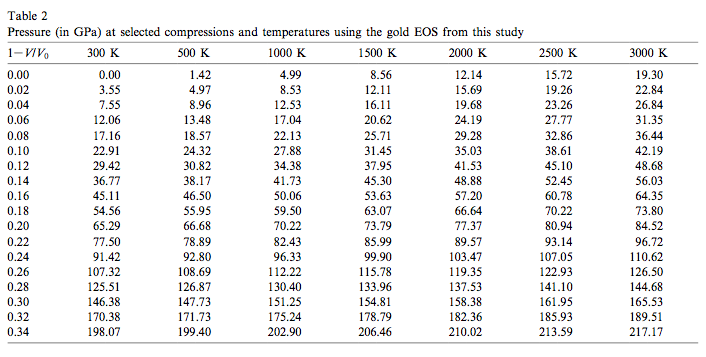 Table 2
Pressure (in GPa) at selected compressions and temperatures using the gold EOS from this study
1−V/V₀ 300 K 500 K 1000 K 1500 K 2000 K 2500 K 3000 K
0.00 0.00 1.42 4.99 8.56 12.14 15.72 19.30
0.02 3.55 4.97 8.53 12.11 15.69 19.26 22.84
0.04 7.55 8.96 12.53 16.11 19.68 23.26 26.84
0.06 12.06 13.48 17.04 20.62 24.19 27.77 31.35
0.08 17.16 18.57 22.13 25.71 29.28 32.86 36.44
0.10 22.91 24.32 27.88 31.45 35.03 38.61 42.19
0.12 29.42 30.82 34.38 37.95 41.53 45.10 48.68
0.14 36.77 38.17 41.73 45.30 48.88 52.45 56.03
0.16 45.11 46.50 50.06 53.63 57.20 60.78 64.35
0.18 54.56 55.95 59.50 63.07 66.64 70.22 73.80
0.20 65.29 66.68 70.22 73.79 77.37 80.94 84.52
0.22 77.50 78.89 82.43 85.99 89.57 93.14 96.72
0.24 91.42 92.80 96.33 99.90 103.47 107.05 110.62
0.26 107.32 108.69 112.22 115.78 119.35 122.93 126.50
0.28 125.51 126.87 130.40 133.96 137.53 141.10 144.68
0.30 146.38 147.73 151.25 154.81 158.38 161.95 165.53
0.32 170.38 171.73 175.24 178.79 182.36 185.93 189.51
0.34 198.07 199.40 202.90 206.46 210.02 213.59 217.17